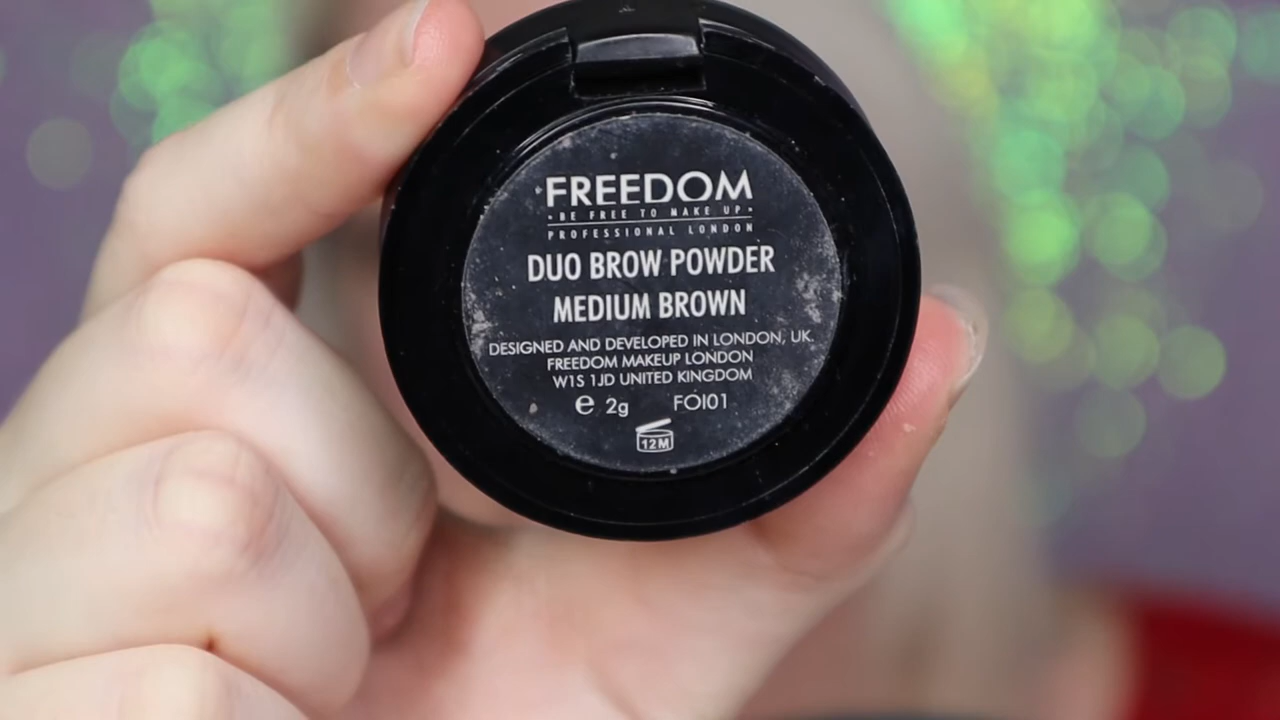 FREEDOM
•BE FREE TO MAKE UP•
PROFESSIONAL LONDON
DUO BROW POWDER
MEDIUM BROWN
DESIGNED AND DEVELOPED IN LONDON, UK.
FREEDOM MAKEUP LONDON
W1S 1JD UNITED KINGDOM
e 2g FOI01
12M